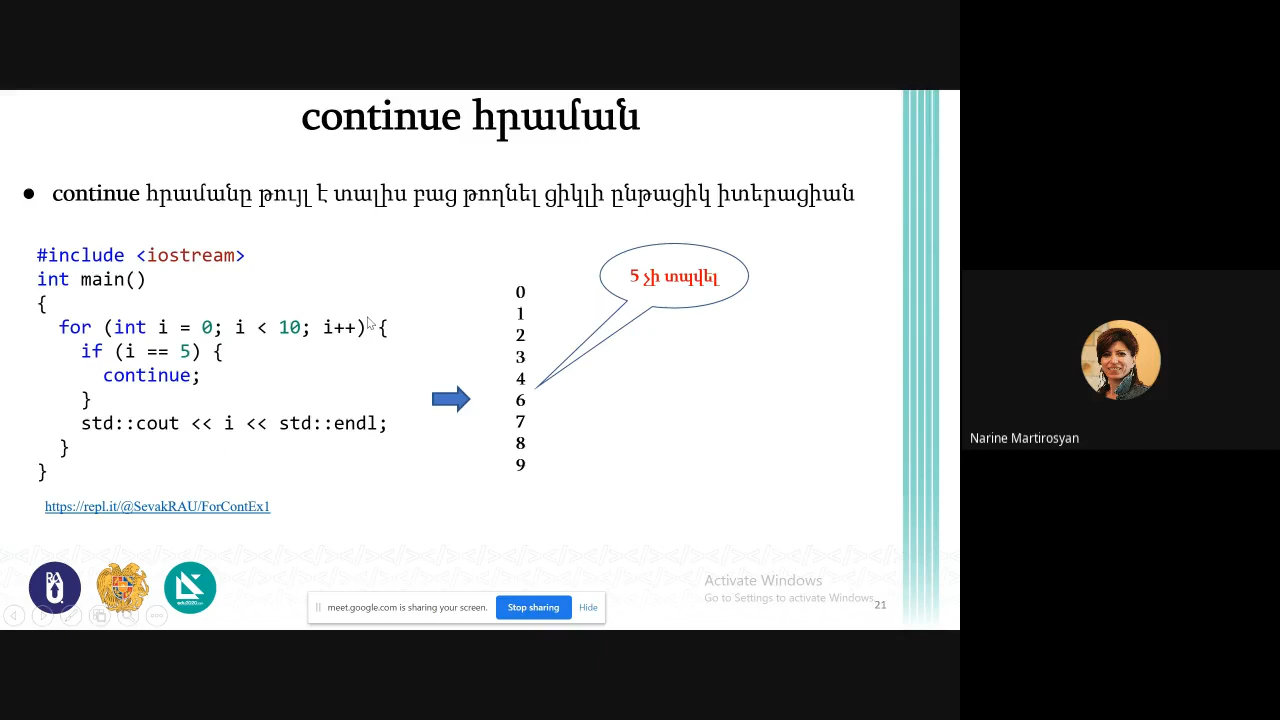 continue հրաման
● continue հրամանը թույլ է տալիս բաց թողնել ցիկլի ընթացիկ իտերացիան
#include <iostream>
int main()
{
for (int i = 0; i < 10; i++) {
if (i == 5) {
continue;
}
std::cout << i << std::endl;
}
}
https://repl.it/@SevakRAU/ForContEx1
0
1
2
3
4
6
7
8
9
5 չի տպվել
Activate Windows
Go to Settings to activate Windows.
21
meet.google.com is sharing your screen.
Stop sharing
Hide
Narine Martirosyan